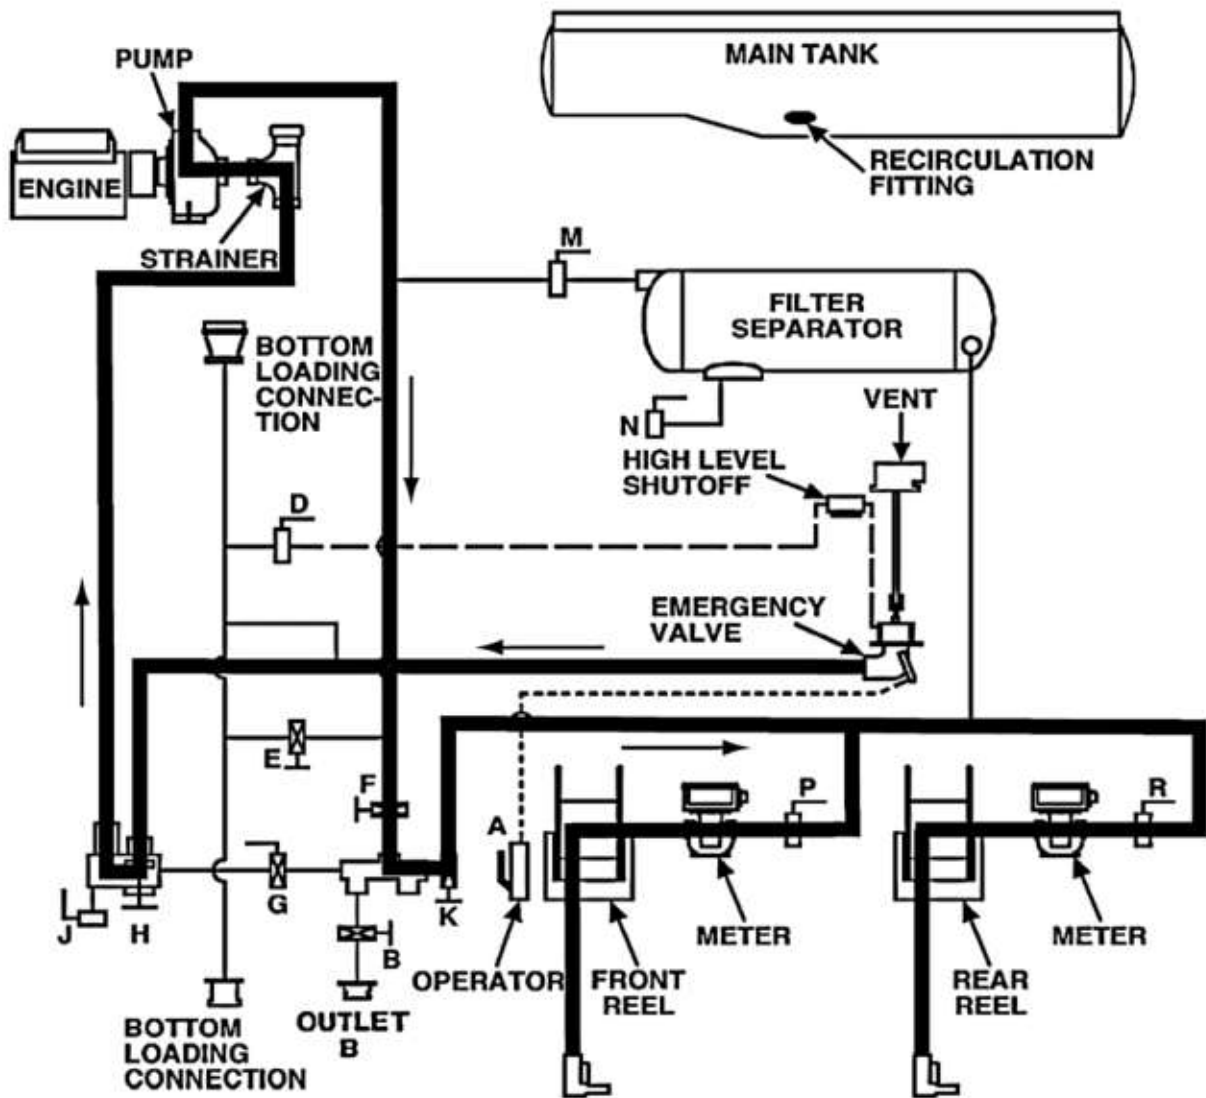 PUMP
MAIN TANK
RECIRCULATION
FITTING
ENGINE
STRAINER
M
FILTER
SEPARATOR
BOTTOM
LOADING
CONNEC-
TION
VENT
N
HIGH LEVEL
SHUTOFF
D
EMERGENCY
VALVE
E
F
A
P
R
G
K
J
H
B
METER
METER
OPERATOR
FRONT
REEL
REAR
REEL
OUTLET
B
BOTTOM
LOADING
CONNECTION